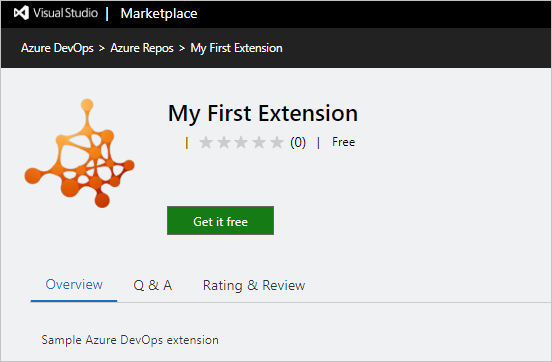 Visual Studio | Marketplace
Azure DevOps > Azure Repos > My First Extension
My First Extension
| (0) | Free
Get it free
Overview Q & A Rating & Review
Sample Azure DevOps extension